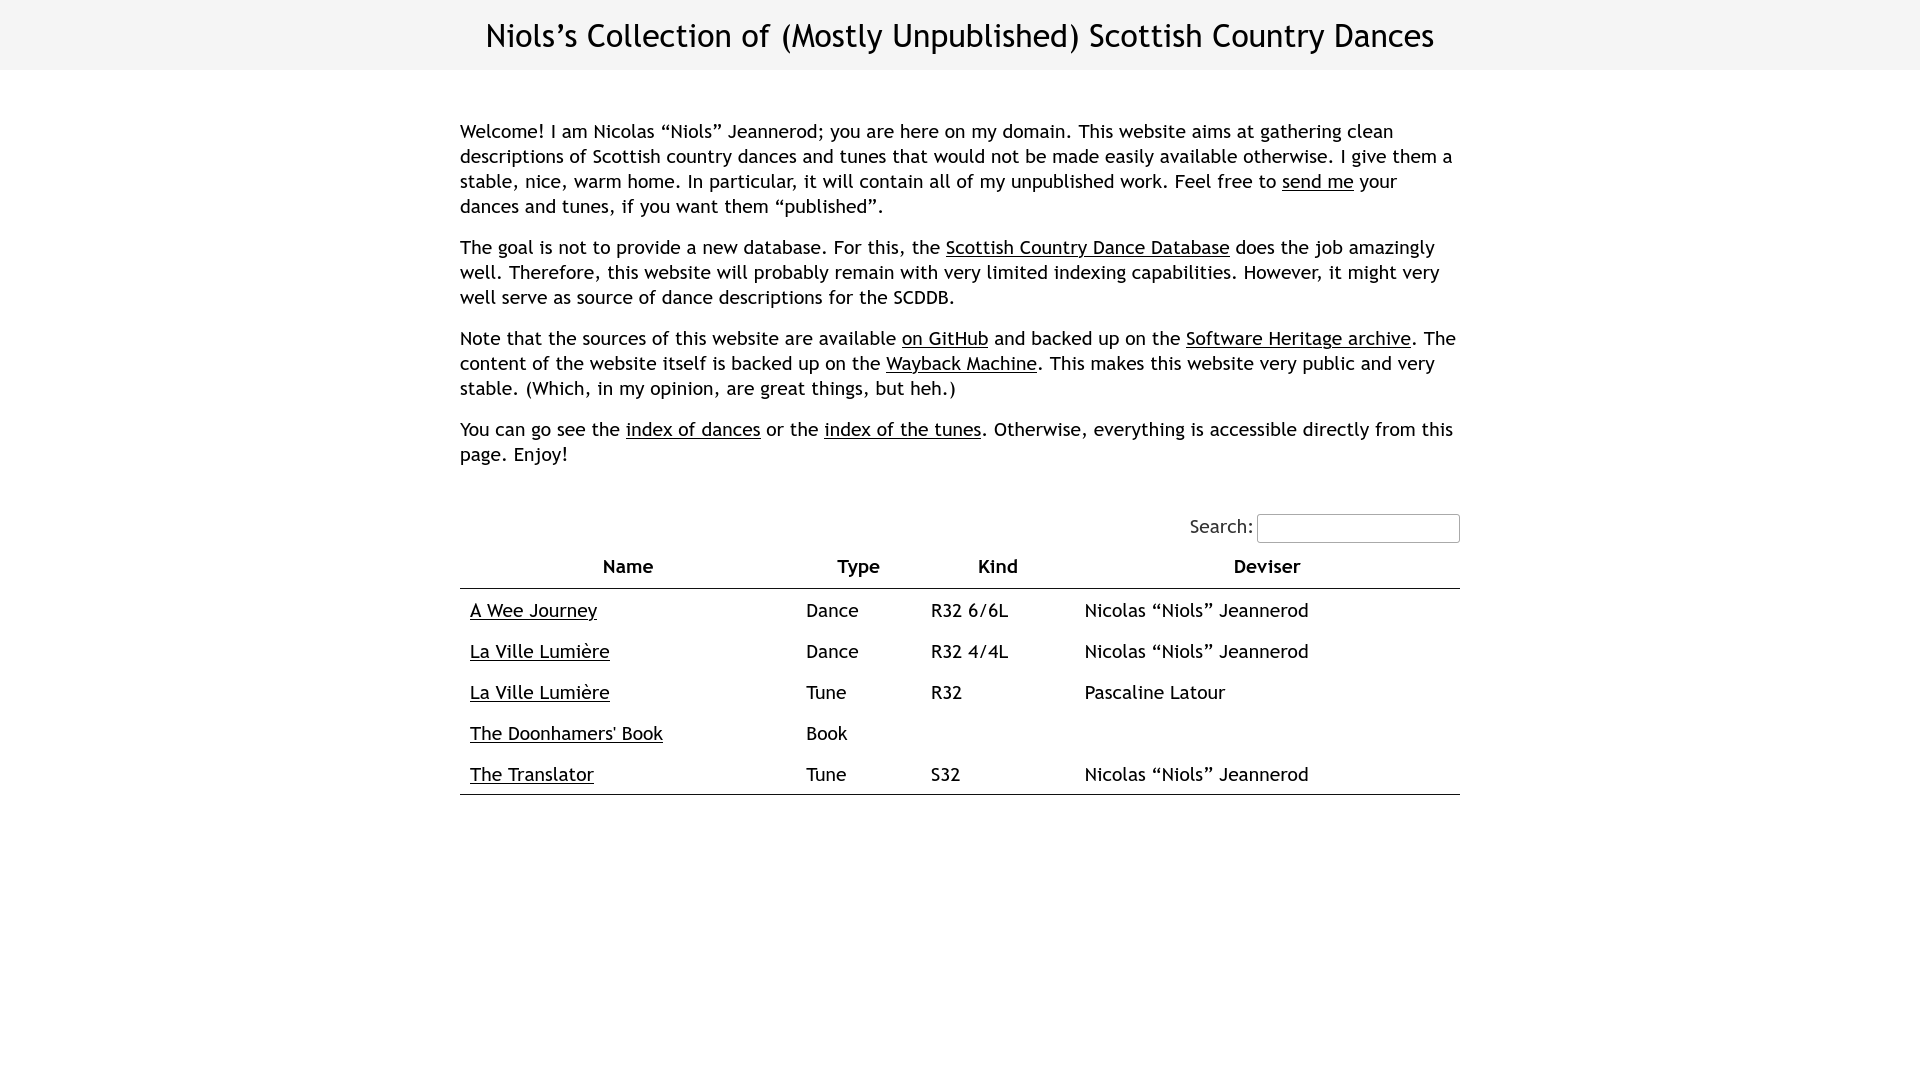 Niols’s Collection of (Mostly Unpublished) Scottish Country Dances
Welcome! I am Nicolas “Niols” Jeannerod; you are here on my domain. This website aims at gathering clean
descriptions of Scottish country dances and tunes that would not be made easily available otherwise. I give them a
stable, nice, warm home. In particular, it will contain all of my unpublished work. Feel free to send me your
dances and tunes, if you want them “published”.
The goal is not to provide a new database. For this, the Scottish Country Dance Database does the job amazingly
well. Therefore, this website will probably remain with very limited indexing capabilities. However, it might very
well serve as source of dance descriptions for the SCDDB.
Note that the sources of this website are available on GitHub and backed up on the Software Heritage archive. The
content of the website itself is backed up on the Wayback Machine. This makes this website very public and very
stable. (Which, in my opinion, are great things, but heh.)
You can go see the index of dances or the index of the tunes. Otherwise, everything is accessible directly from this
page. Enjoy!
Search:
Name Type Kind Deviser
A Wee Journey Dance R32 6/6L Nicolas “Niols” Jeannerod
La Ville Lumière Dance R32 4/4L Nicolas “Niols” Jeannerod
La Ville Lumière Tune R32 Pascaline Latour
The Doonhamers' Book Book
The Translator Tune S32 Nicolas “Niols” Jeannerod